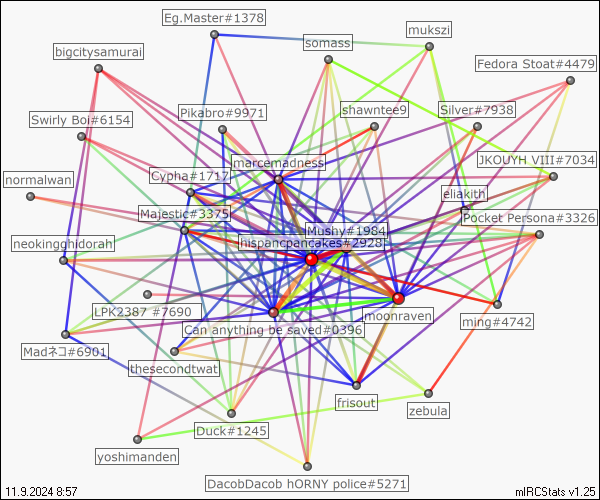 Eg.Master#1378
mukszi
somass
bigcitysamurai
Fedora Stoat#4479
Pikabro#9971
shawntee9
Silver#7938
Swirly Boi#6154
marcemadness
JKOUYH VIII#7034
Cypha#1717
normalwan
eliakith
Majestic#3375
Pocket Persona#3326
Mushy#1984
neokingghidorah
hispancpancakes#2928
LPK2387 #7690
moonraven
ming#4742
Can anything be saved#0396
Madネコ#6901
thesecondtwat
frisout
zebula
Duck#1245
yoshimanden
DacobDacob hORNY police#5271
11.9.2024 8:57
mIRCStats v1.25